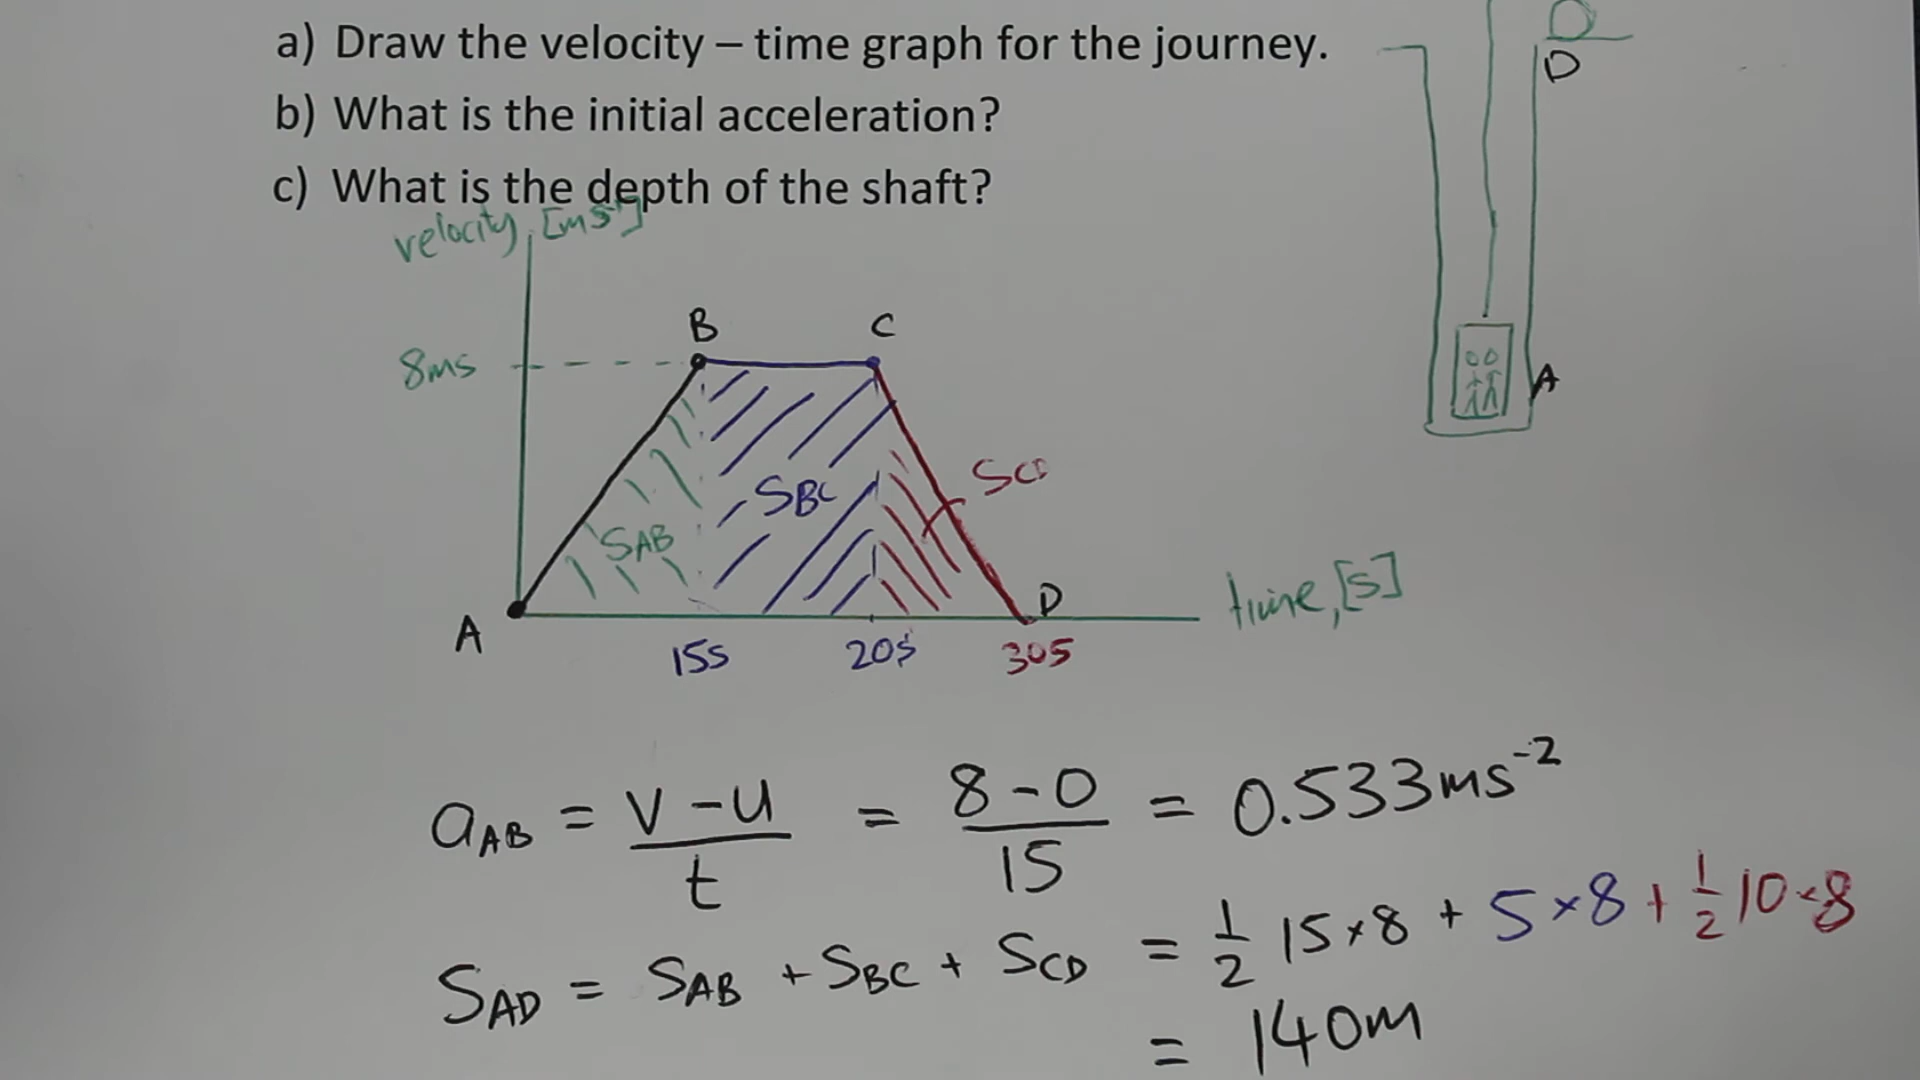 a) Draw the velocity – time graph for the journey.
b) What is the initial acceleration?
c) What is the depth of the shaft?
D
velocity, [ms⁻¹]
B
C
8ms
A
SCD
SBC
SAB
D
time, [s]
A
15s
20s
30s
aAB = v-u/t = 8-0/15 = 0.533ms⁻²
SAD = SAB + SBC + SCD = 1/2 15×8 + 5×8 + 1/2 10×8
= 140m